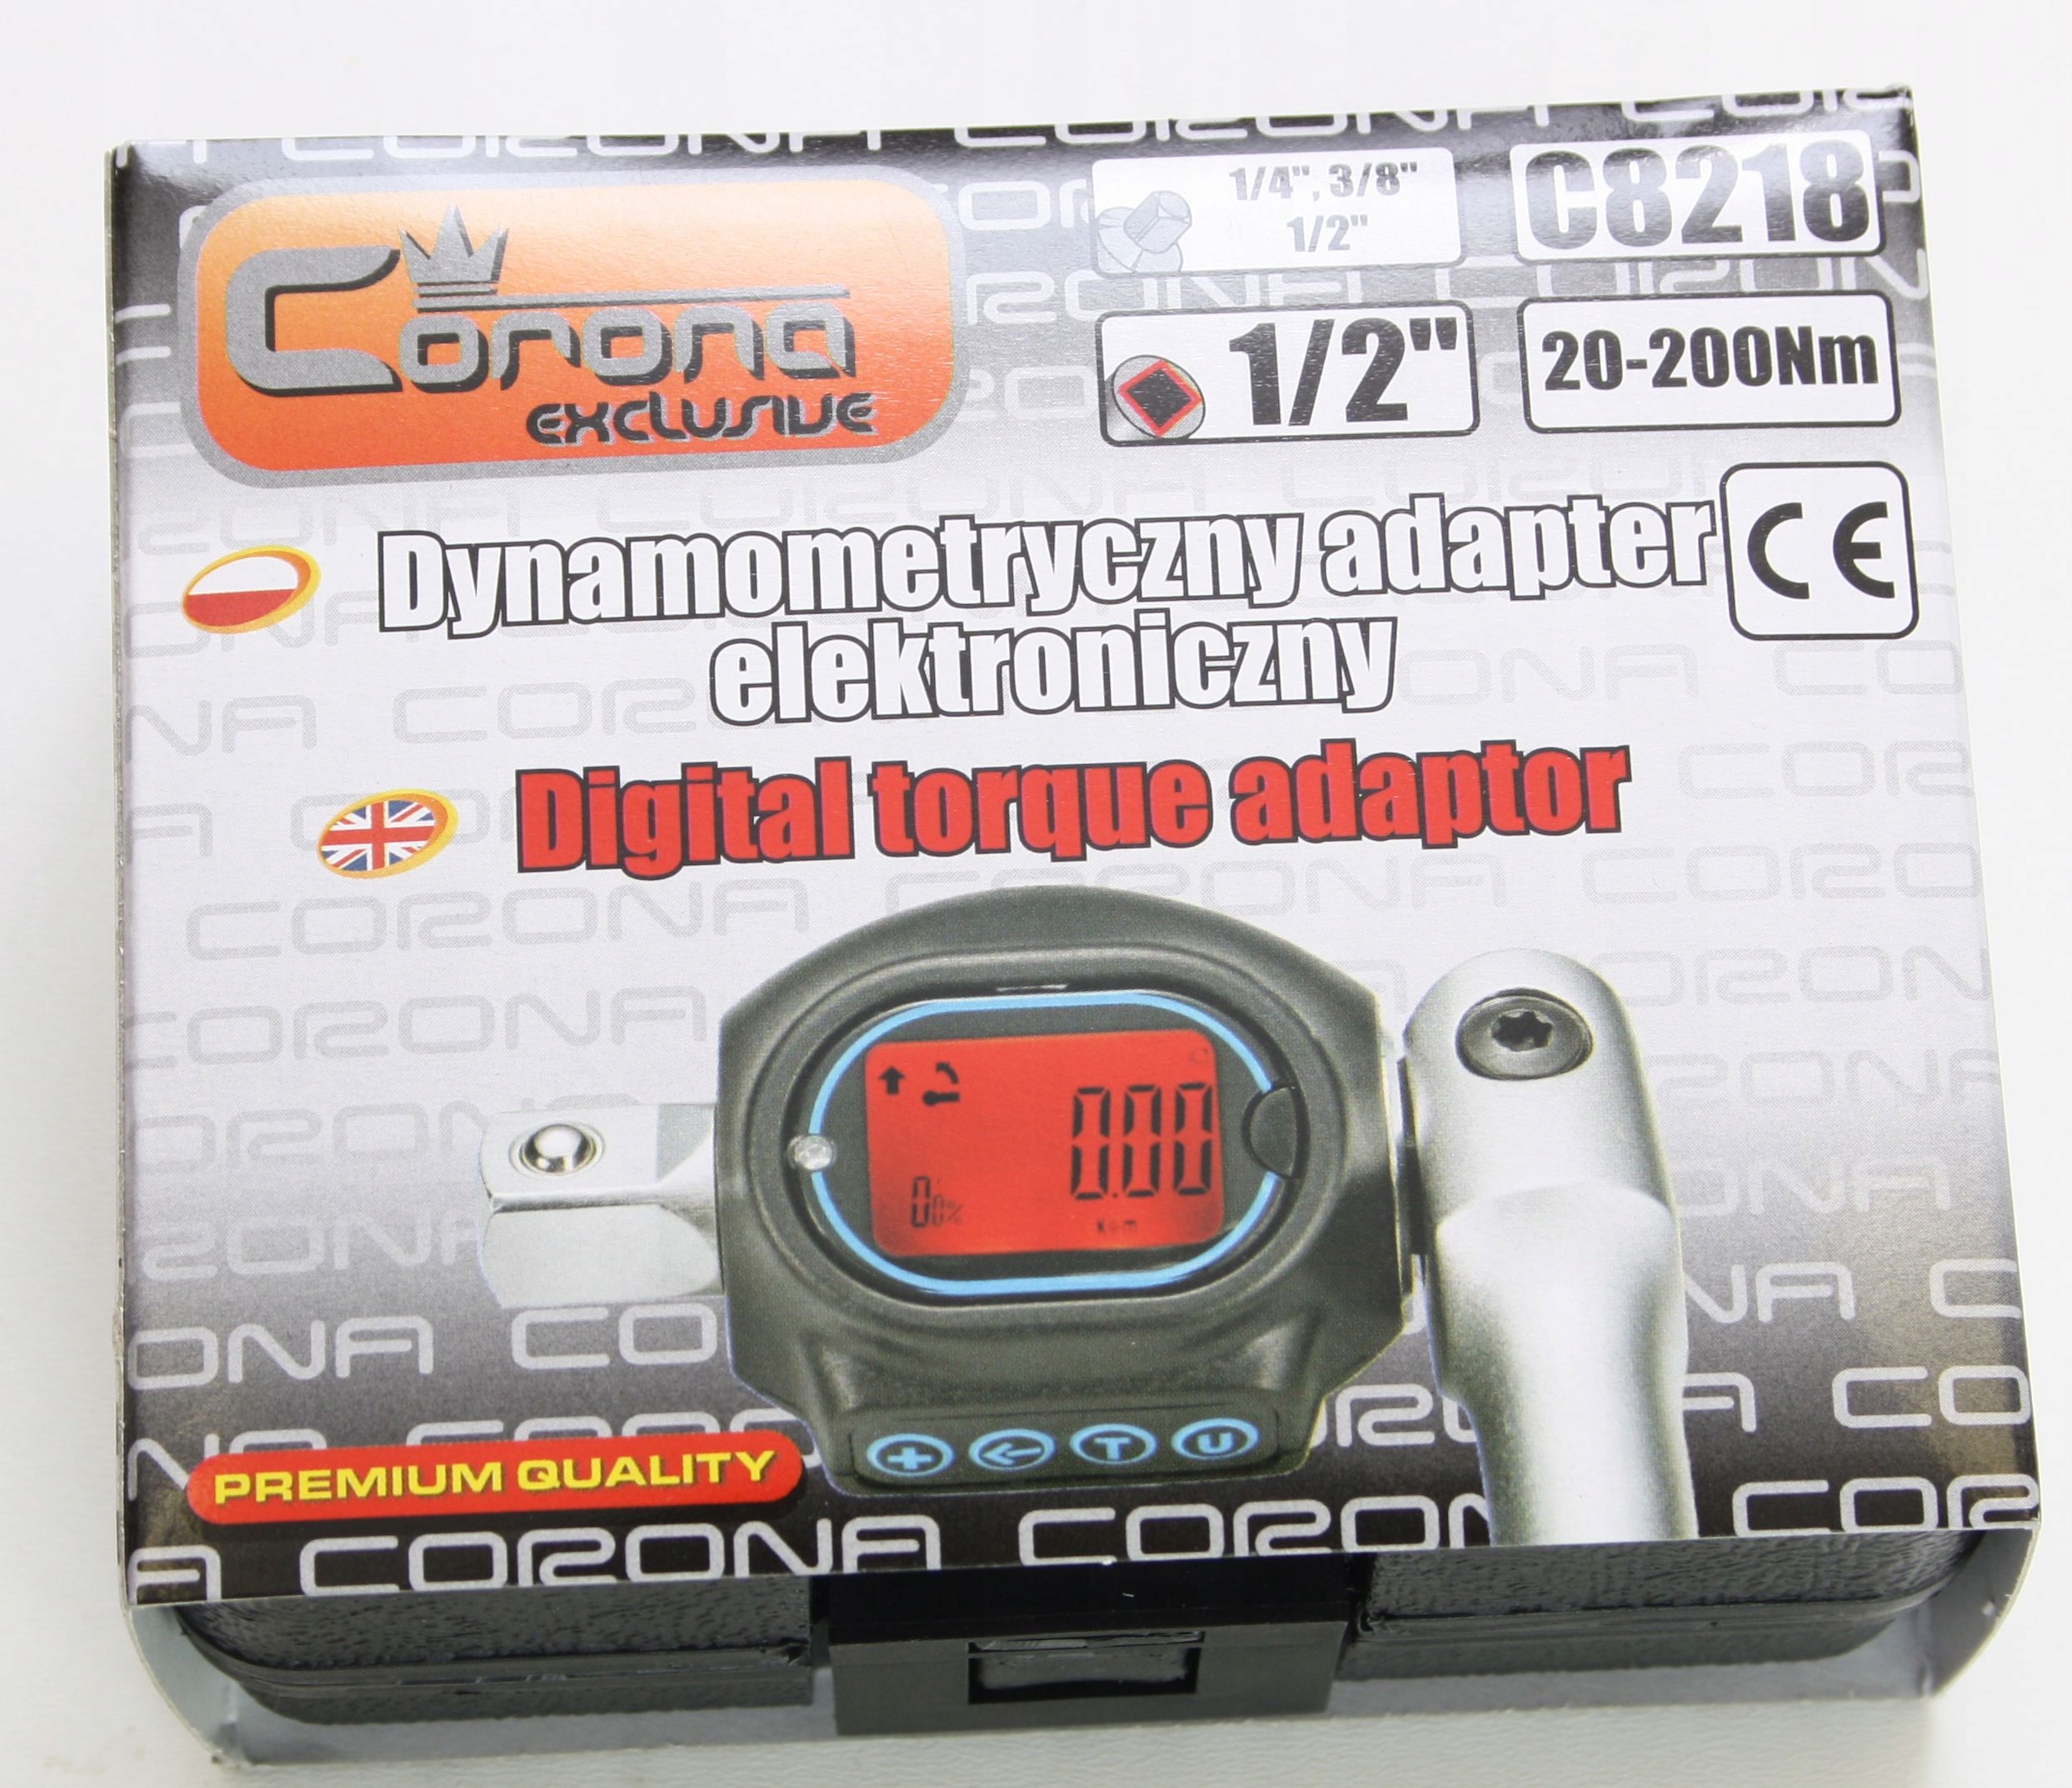 Corona
exclusive
1/4", 3/8"
1/2"
C8218
1/2"
20-200Nm
Dynamometryczny adapter
elektroniczny
CE
Digital torque adaptor
0.00
00%
+ ← T U
PREMIUM QUALITY
CORONA CORONA